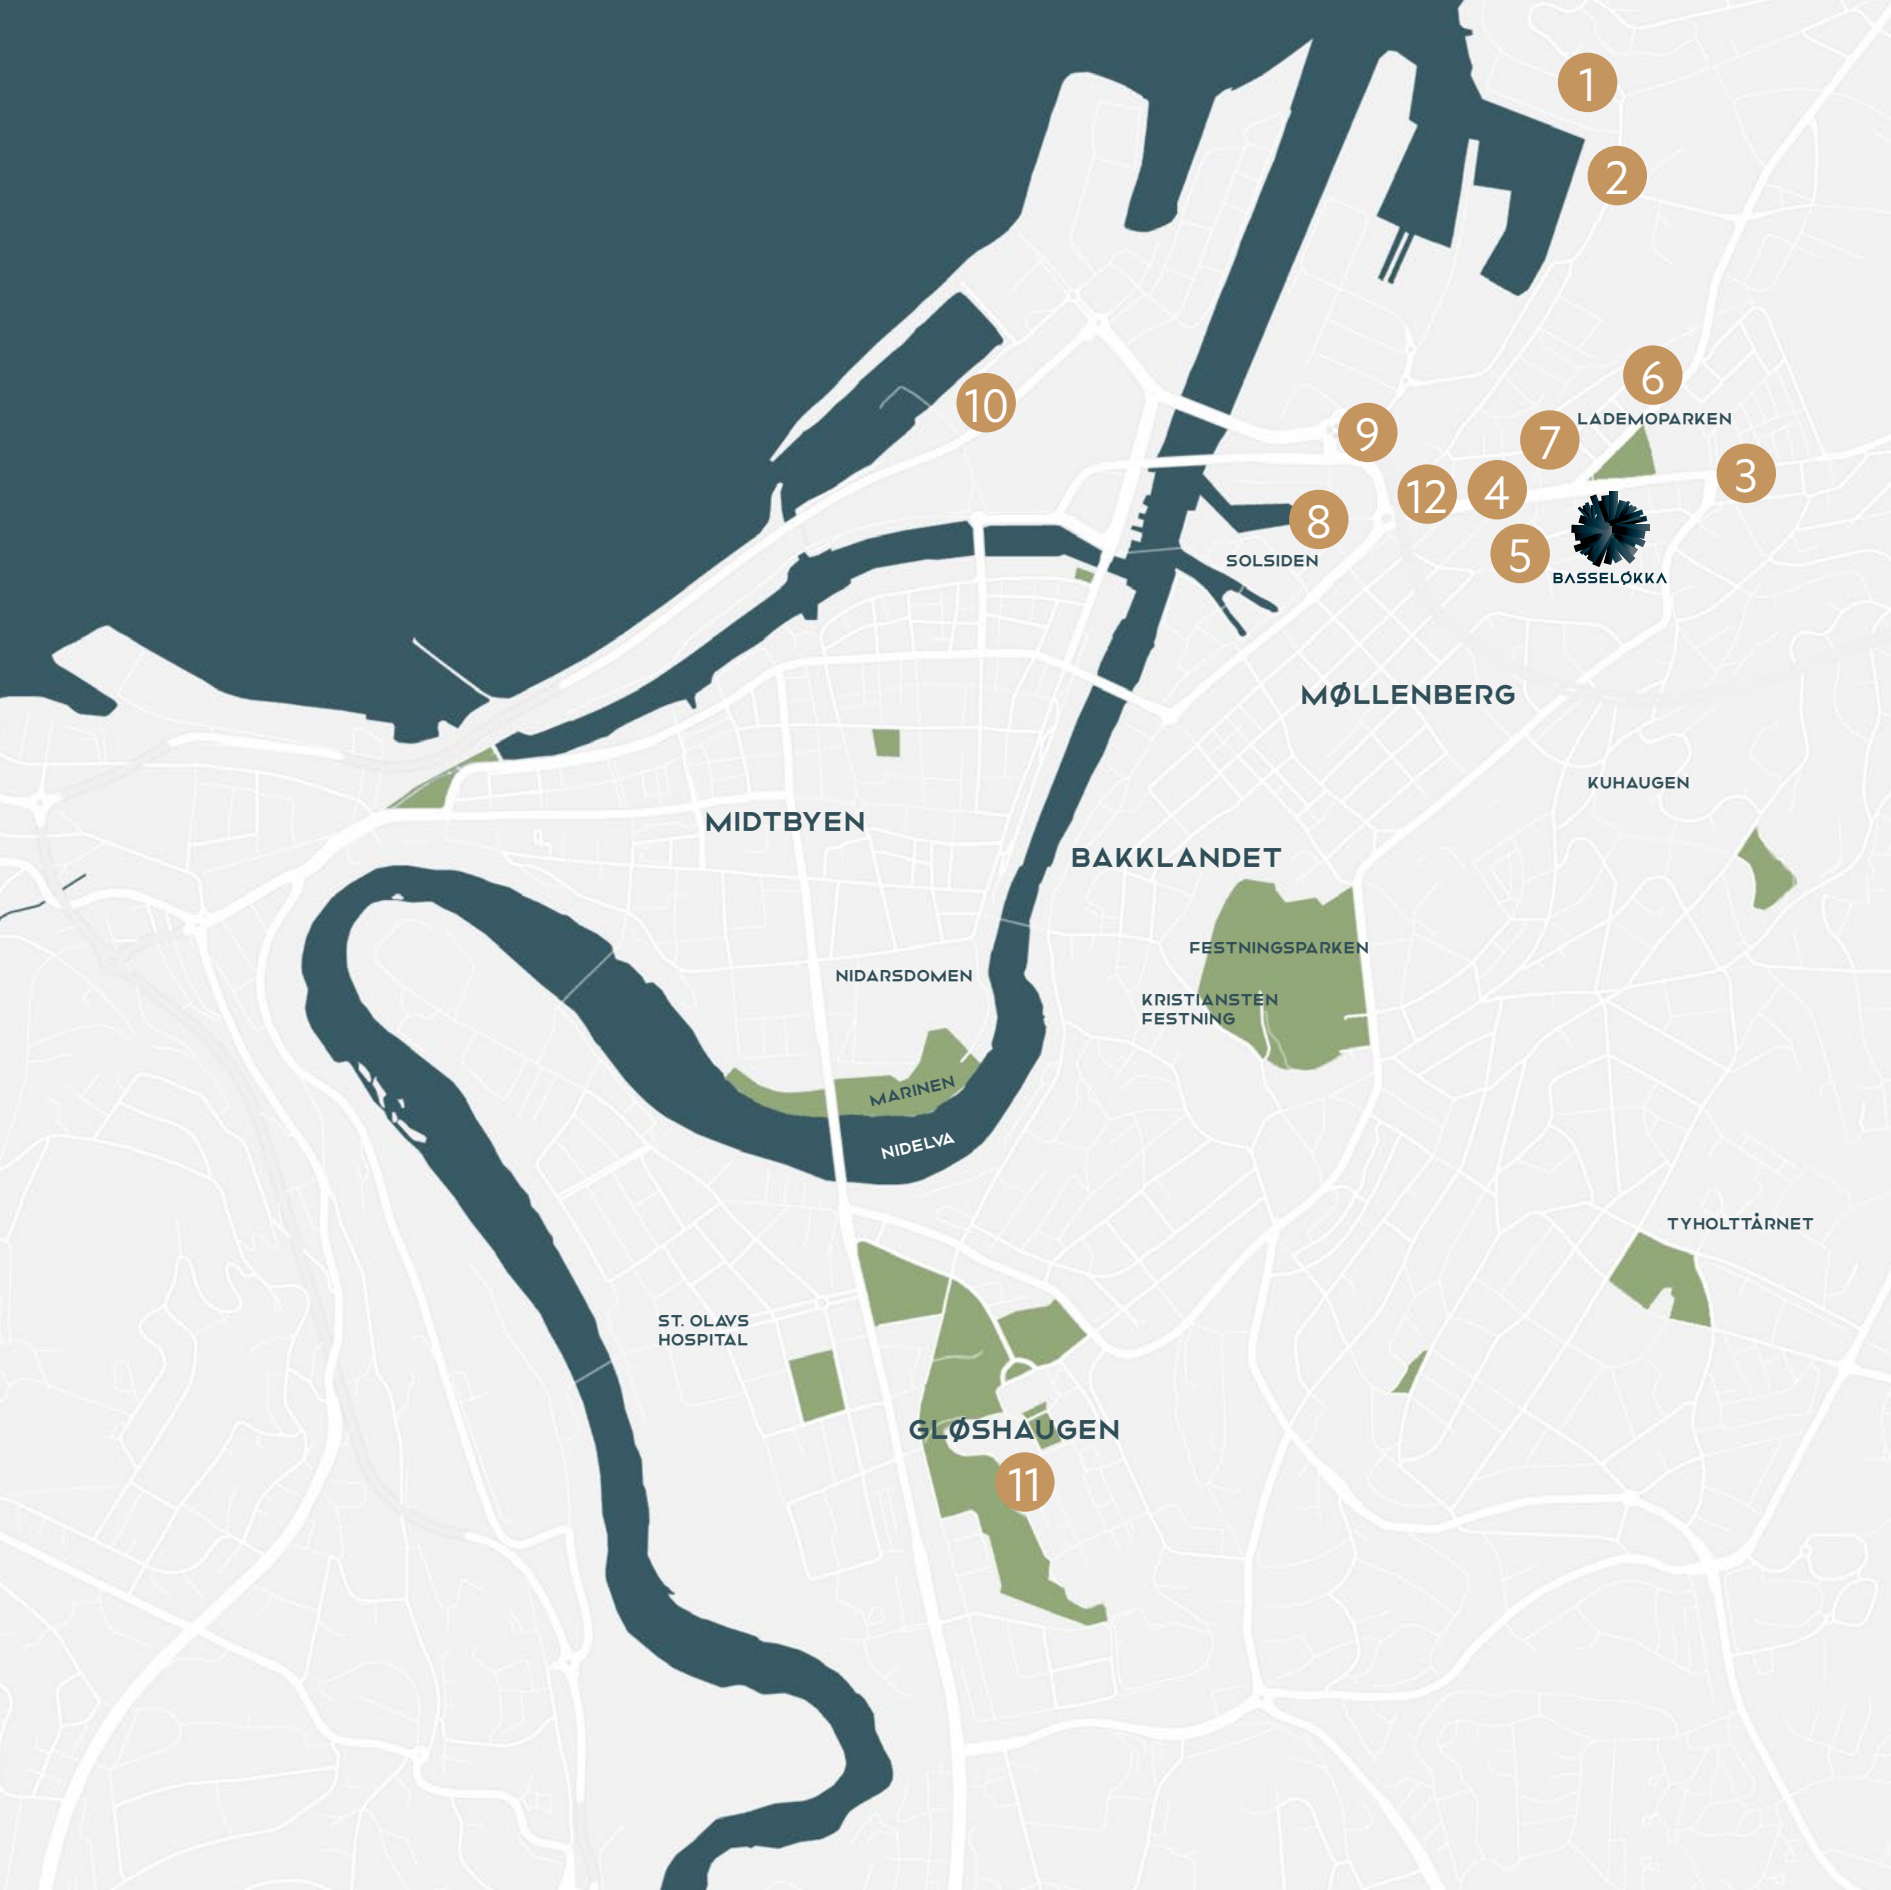 1
2
6
10
LADEMOPARKEN
9
7
3
12
4
8
5
SOLSIDEN
BASSELØKKA
MØLLENBERG
KUHAUGEN
MIDTBYEN
BAKKLANDET
FESTNINGSPARKEN
NIDARSDOMEN
KRISTIANSTEN
FESTNING
MARINEN
NIDELVA
TYHOLTTÅRNET
ST. OLAVS
HOSPITAL
GLØSHAUGEN
11